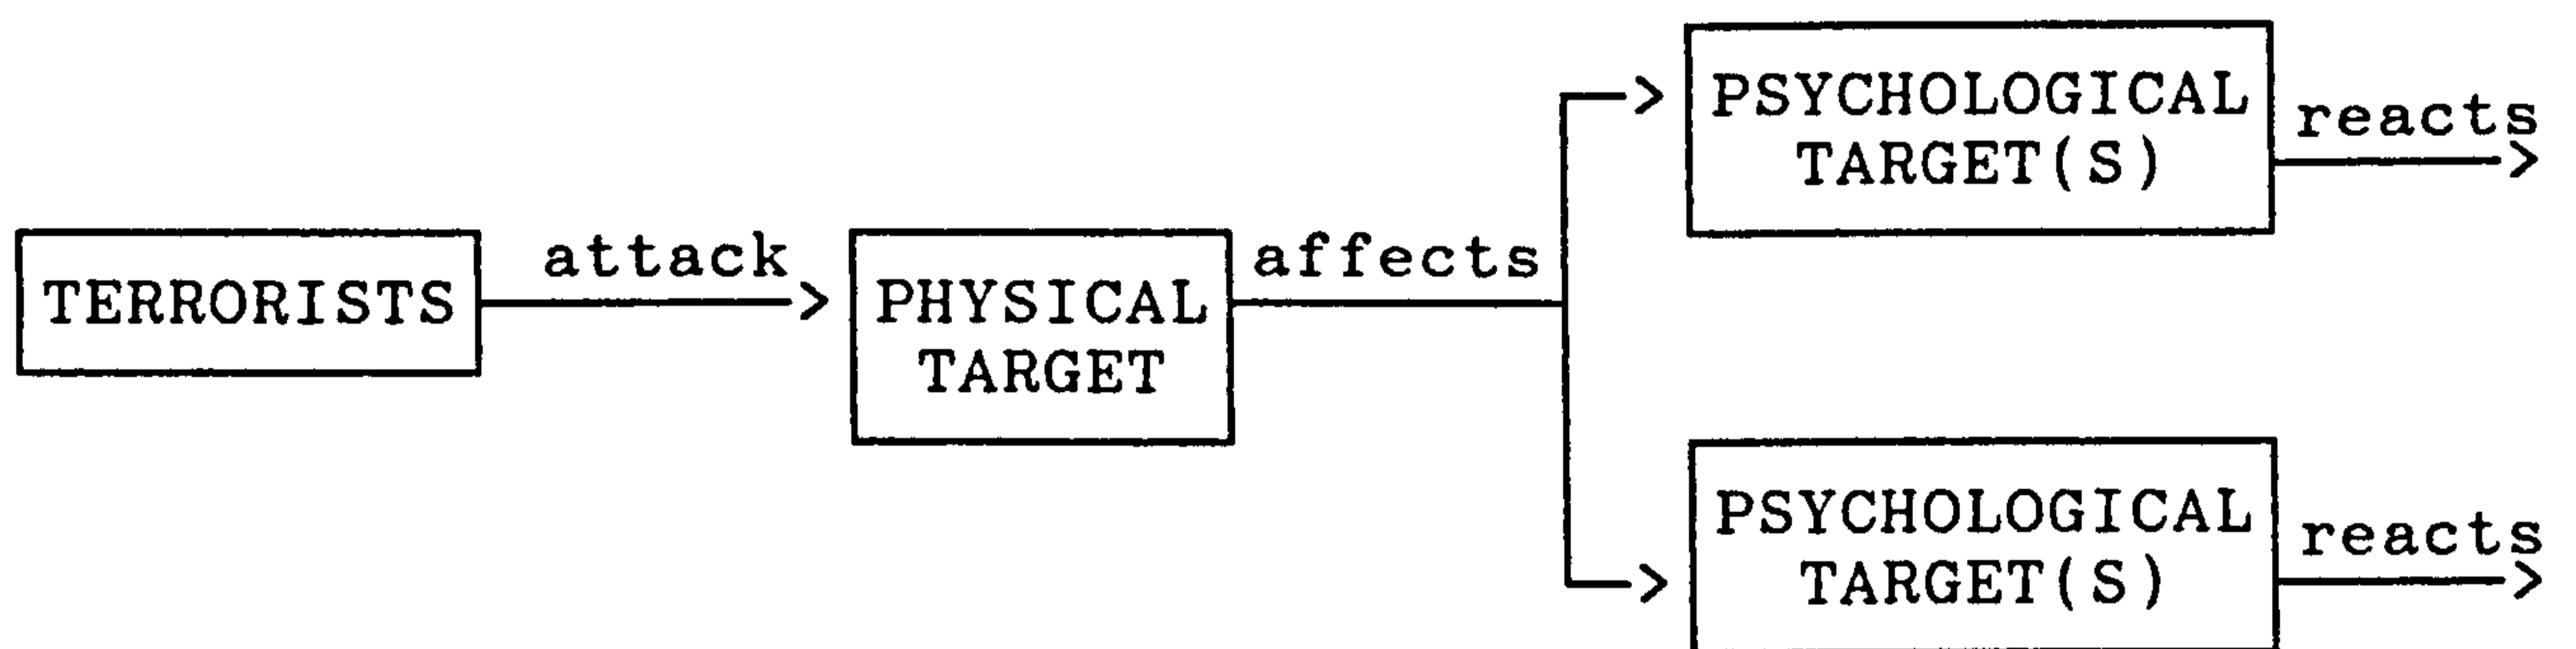 TERRORISTS
attack
PHYSICAL
TARGET
affects
PSYCHOLOGICAL
TARGET(S)
reacts
PSYCHOLOGICAL
TARGET(S)
reacts